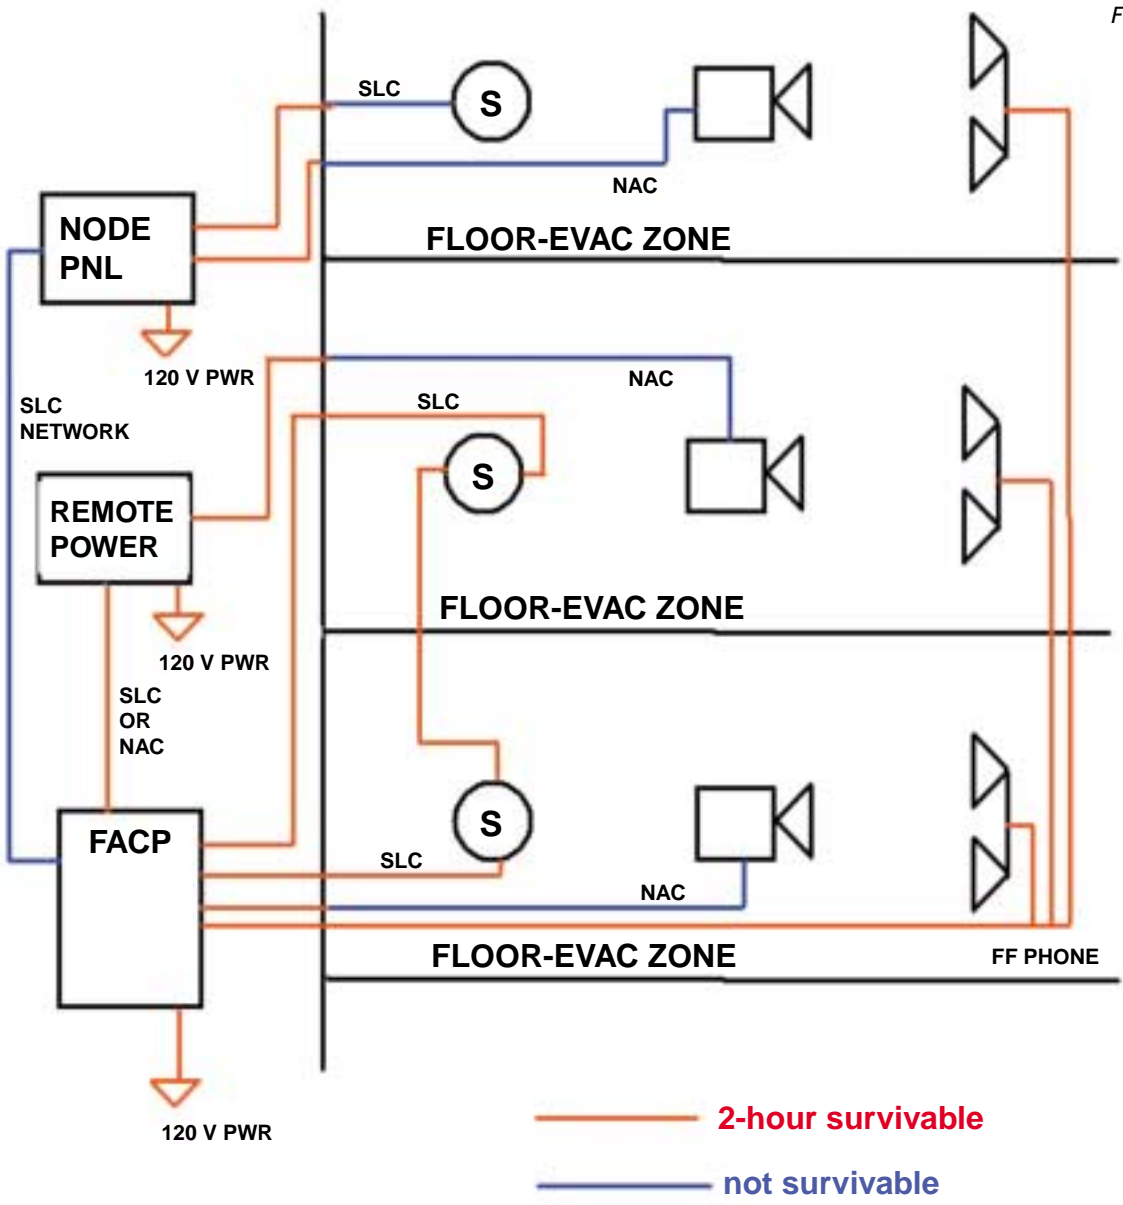 F
SLC
S
NAC
NODE
PNL
FLOOR-EVAC ZONE
120 V PWR
NAC
SLC
SLC
NETWORK
S
REMOTE
POWER
FLOOR-EVAC ZONE
120 V PWR
SLC
OR
NAC
S
FACP
SLC
NAC
FLOOR-EVAC ZONE
FF PHONE
120 V PWR
2-hour survivable
not survivable